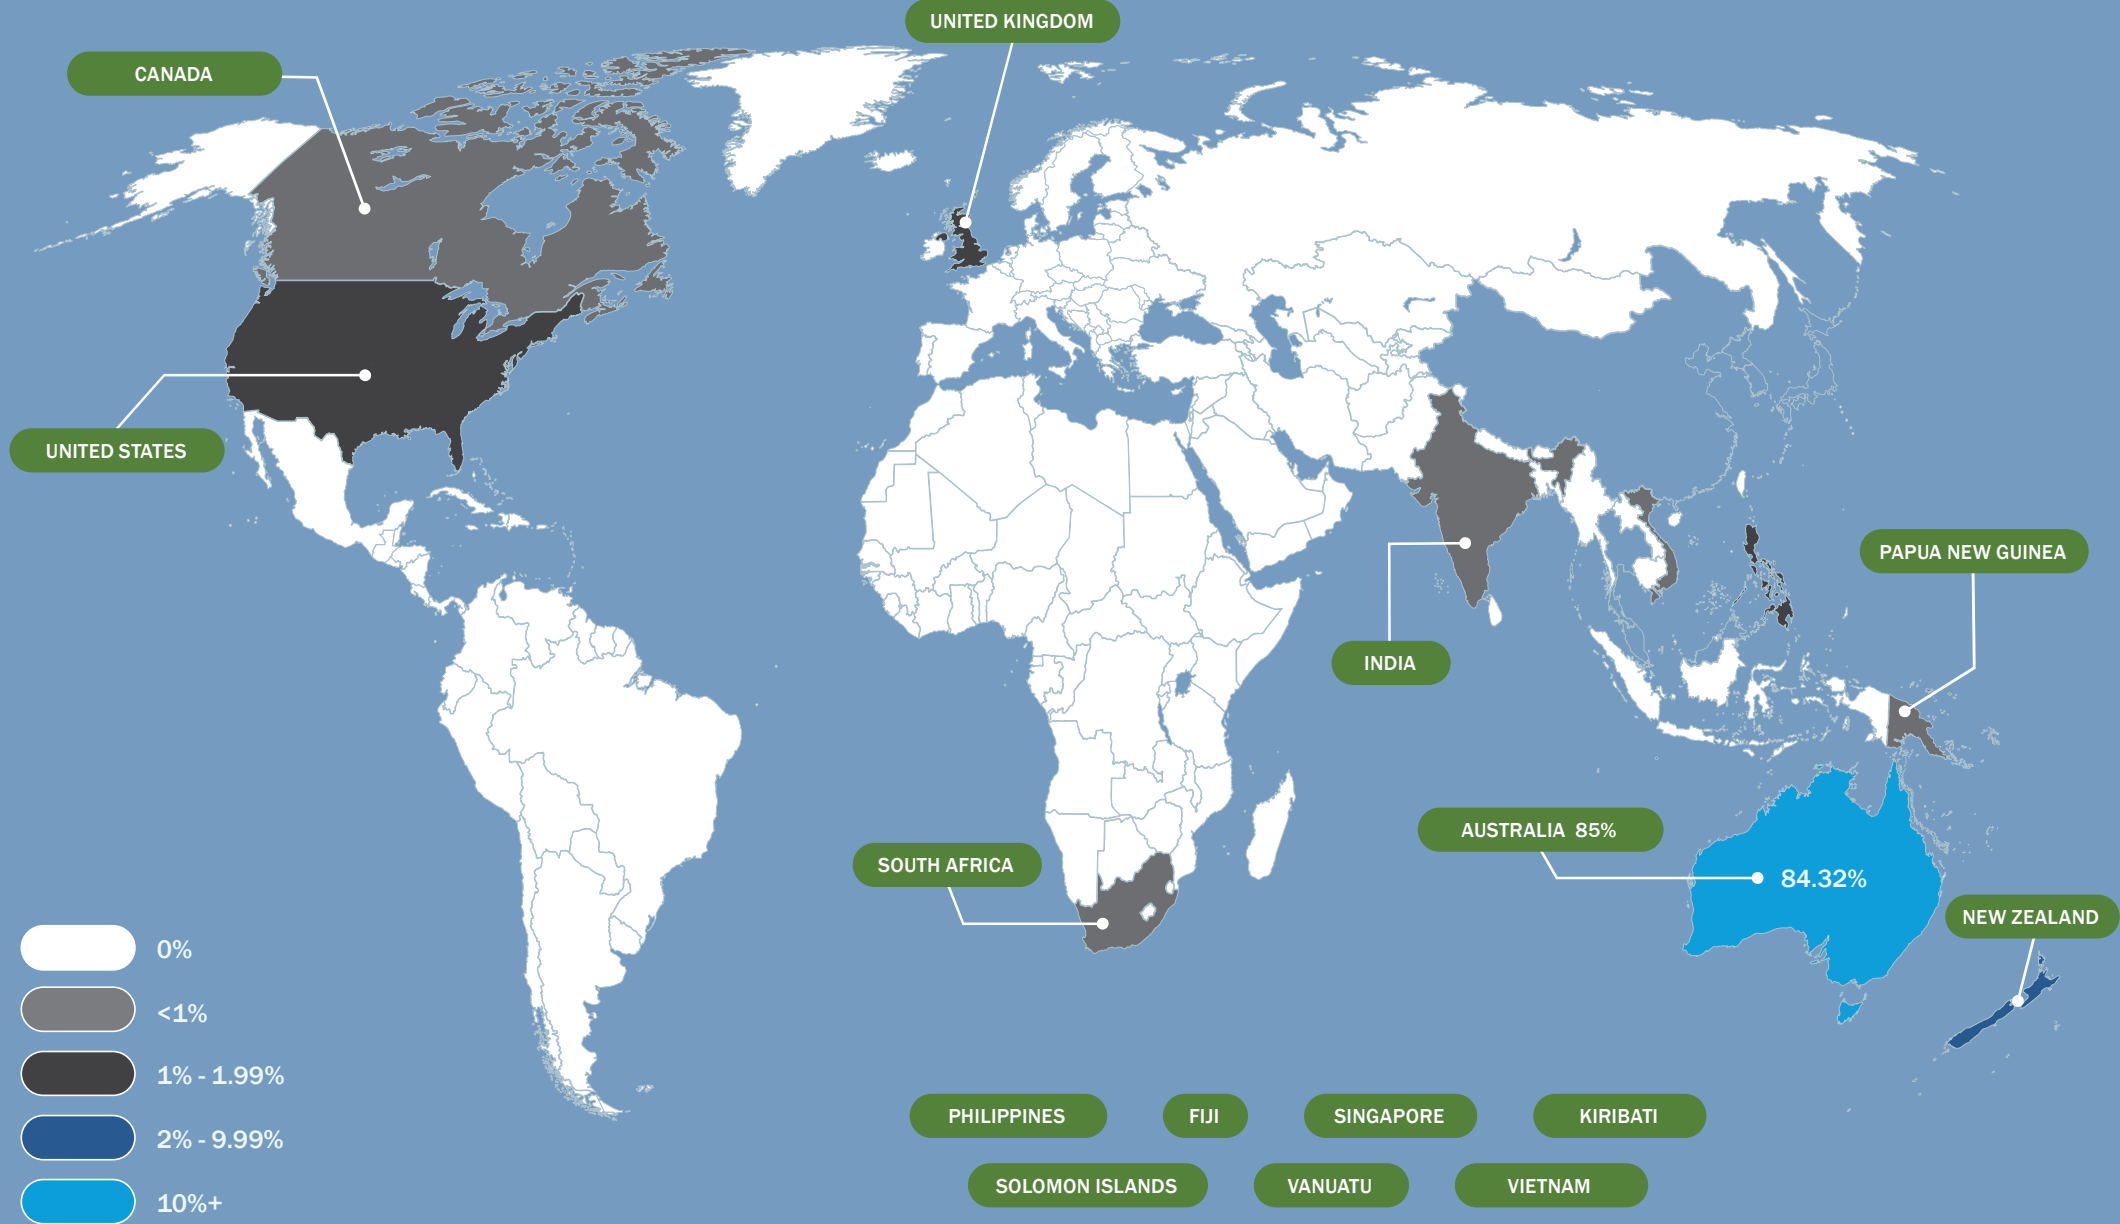 UNITED KINGDOM
CANADA
UNITED STATES
PAPUA NEW GUINEA
INDIA
AUSTRALIA 85%
SOUTH AFRICA
84.32%
NEW ZEALAND
0%
<1%
1% - 1.99%
2% - 9.99%
10%+
PHILIPPINES
FIJI
SINGAPORE
KIRIBATI
SOLOMON ISLANDS
VANUATU
VIETNAM